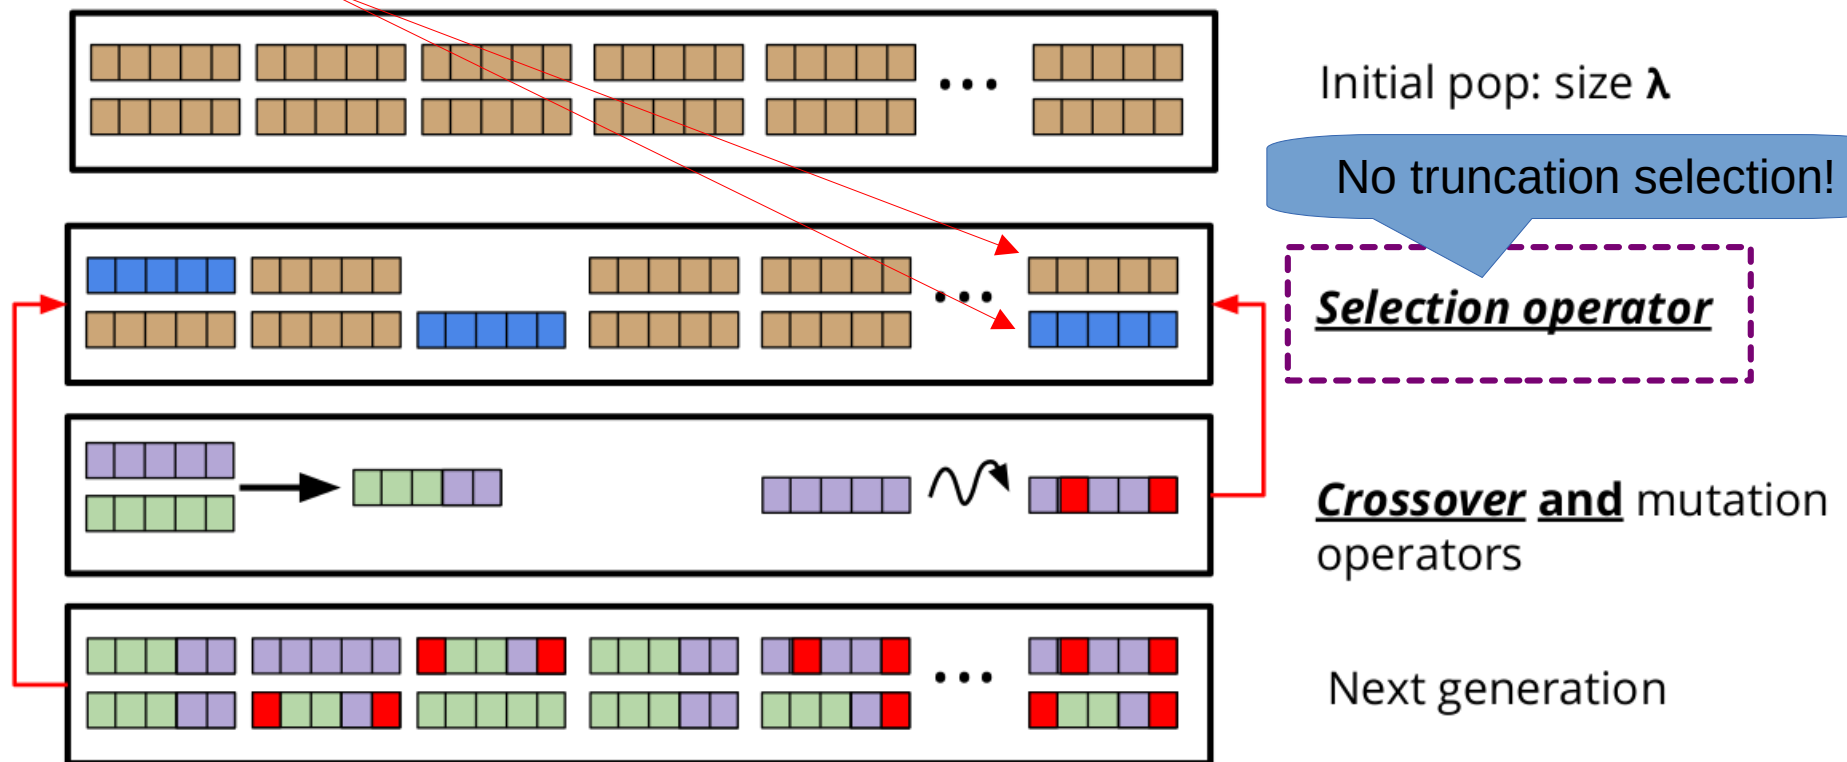 Initial pop: size λ
No truncation selection!
Selection operator
Crossover and mutation
operators
Next generation